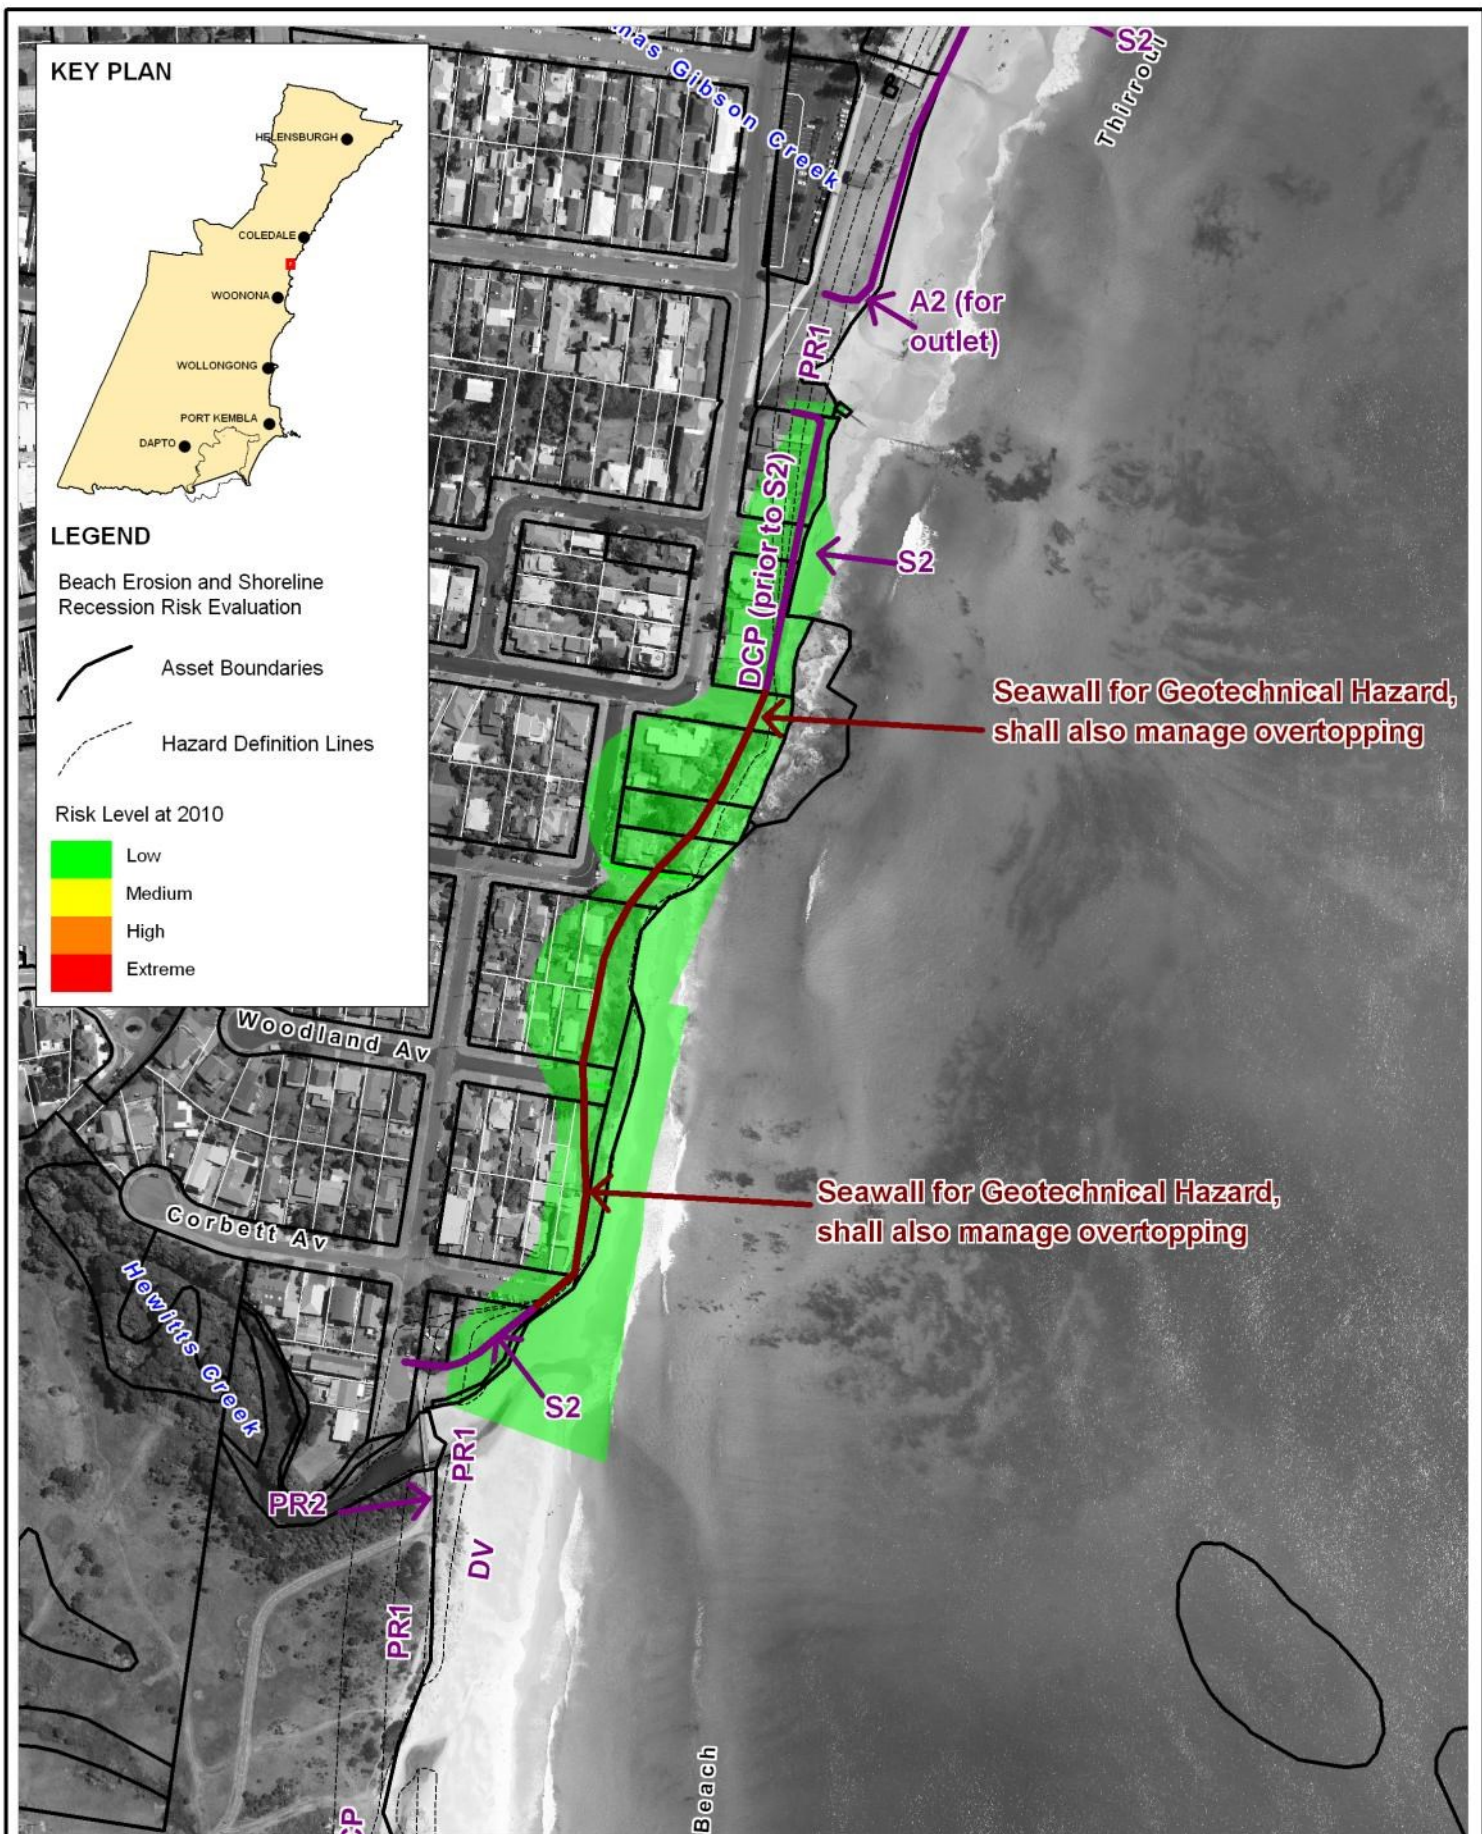 KEY PLAN
HELENSBURGH
COLEDALE
WOONONA
WOLLONGONG
PORT KEMBLA
DAPTO
LEGEND
Beach Erosion and Shoreline
Recession Risk Evaluation
Asset Boundaries
Hazard Definition Lines
Risk Level at 2010
Low
Medium
High
Extreme
Gibson Creek
S2
Thirroul
A2 (for
outlet)
PR1
DCP (prior to S2)
S2
Seawall for Geotechnical Hazard,
shall also manage overtopping
Woodland Av
Seawall for Geotechnical Hazard,
shall also manage overtopping
Corbett Av
Hewitts Creek
S2
PR1
PR2
DV
PR1
Beach